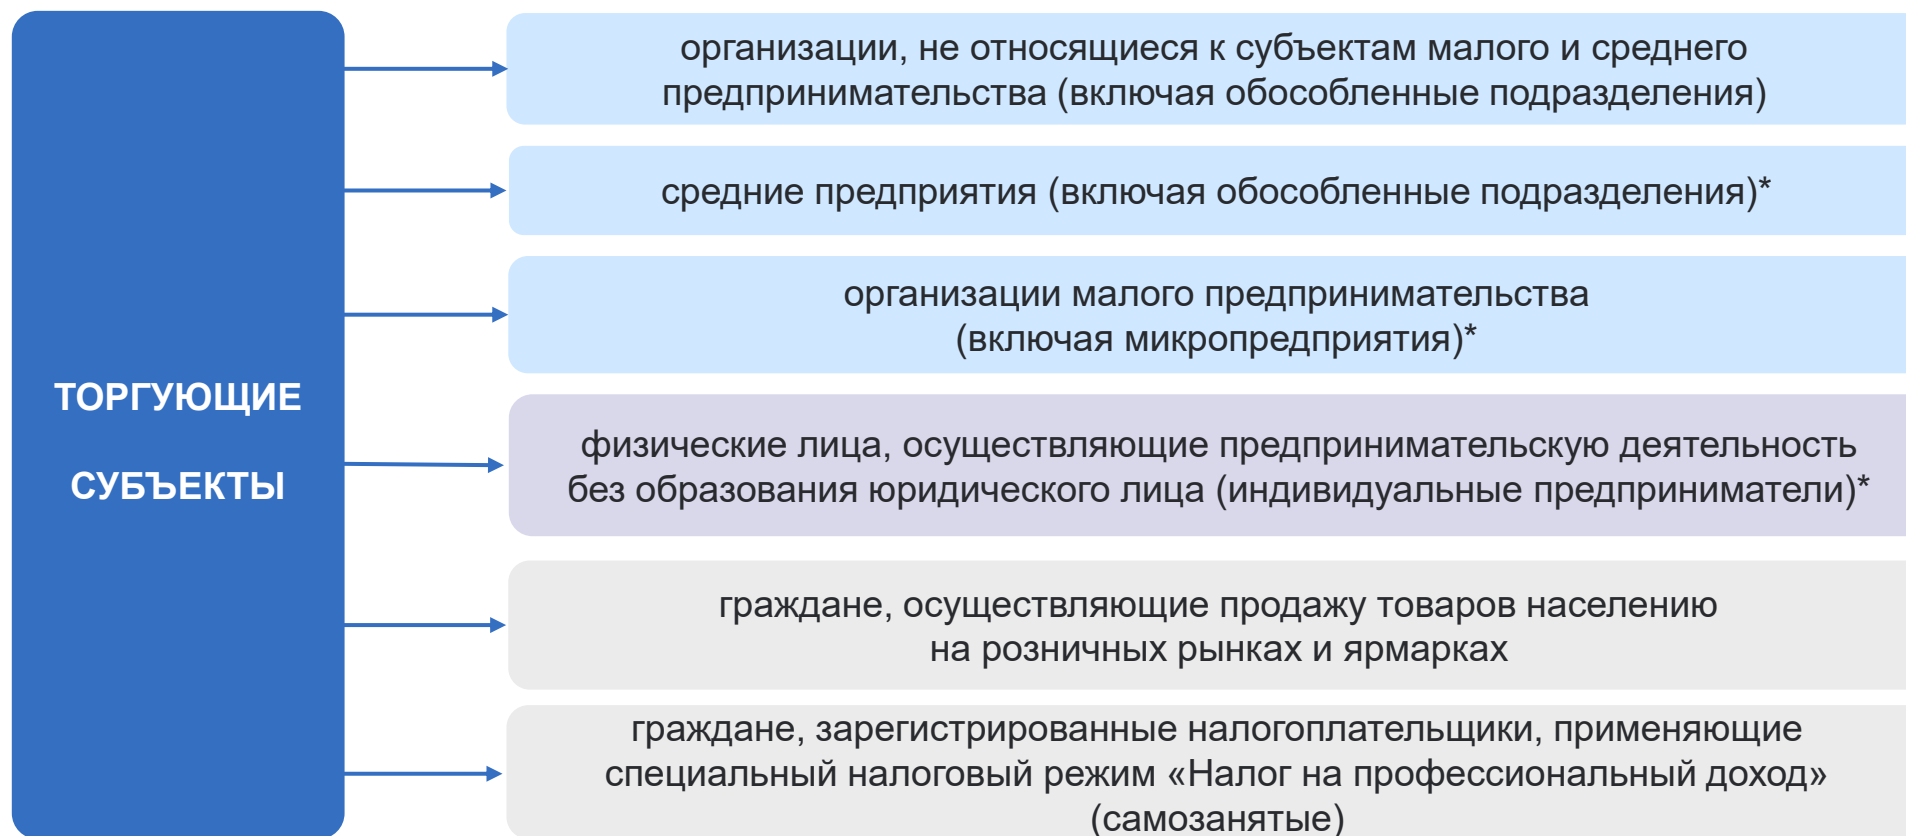 ТОРГУЮЩИЕ
СУБЪЕКТЫ
организации, не относящиеся к субъектам малого и среднего
предпринимательства (включая обособленные подразделения)
средние предприятия (включая обособленные подразделения)*
организации малого предпринимательства
(включая микропредприятия)*
физические лица, осуществляющие предпринимательскую деятельность
без образования юридического лица (индивидуальные предприниматели)*
граждане, осуществляющие продажу товаров населению
на розничных рынках и ярмарках
граждане, зарегистрированные налогоплательщики, применяющие
специальный налоговый режим «Налог на профессиональный доход»
(самозанятые)